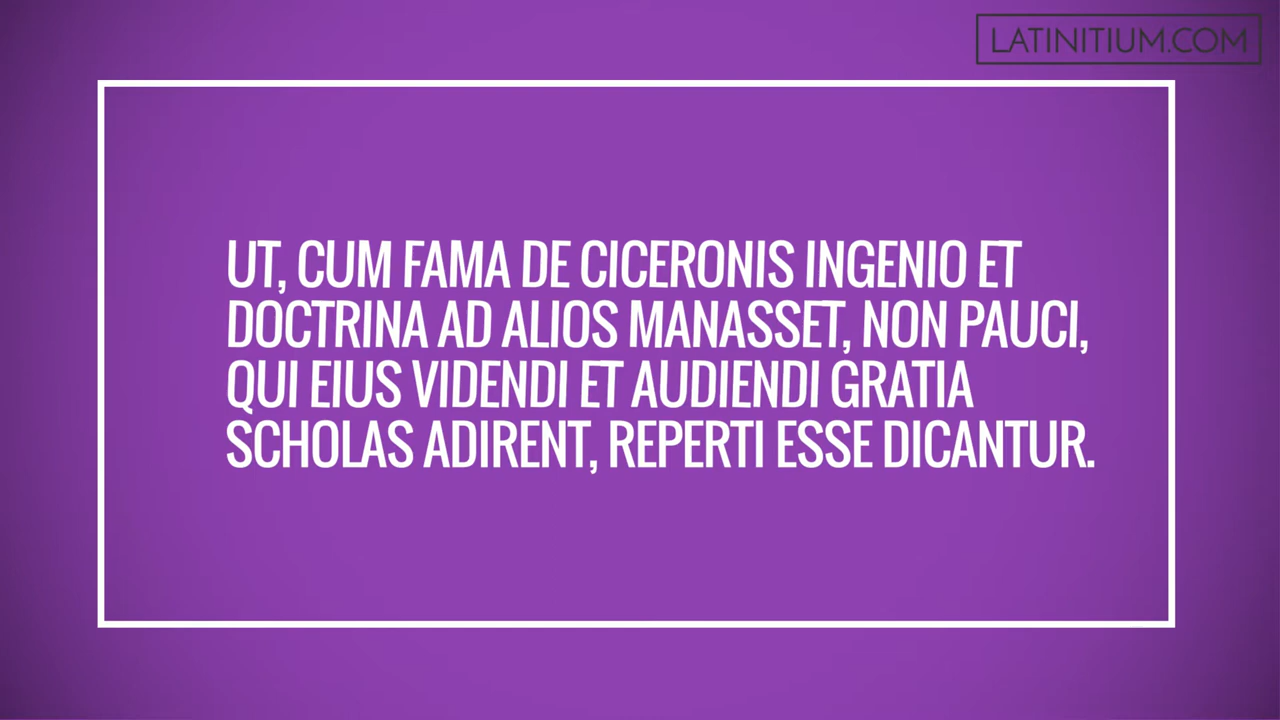 LATINITIUM.COM
UT, CUM FAMA DE CICERONIS INGENIO ET
DOCTRINA AD ALIOS MANASSET, NON PAUCI,
QUI EIUS VIDENDI ET AUDIENDI GRATIA
SCHOLAS ADIRENT, REPERTI ESSE DICANTUR.